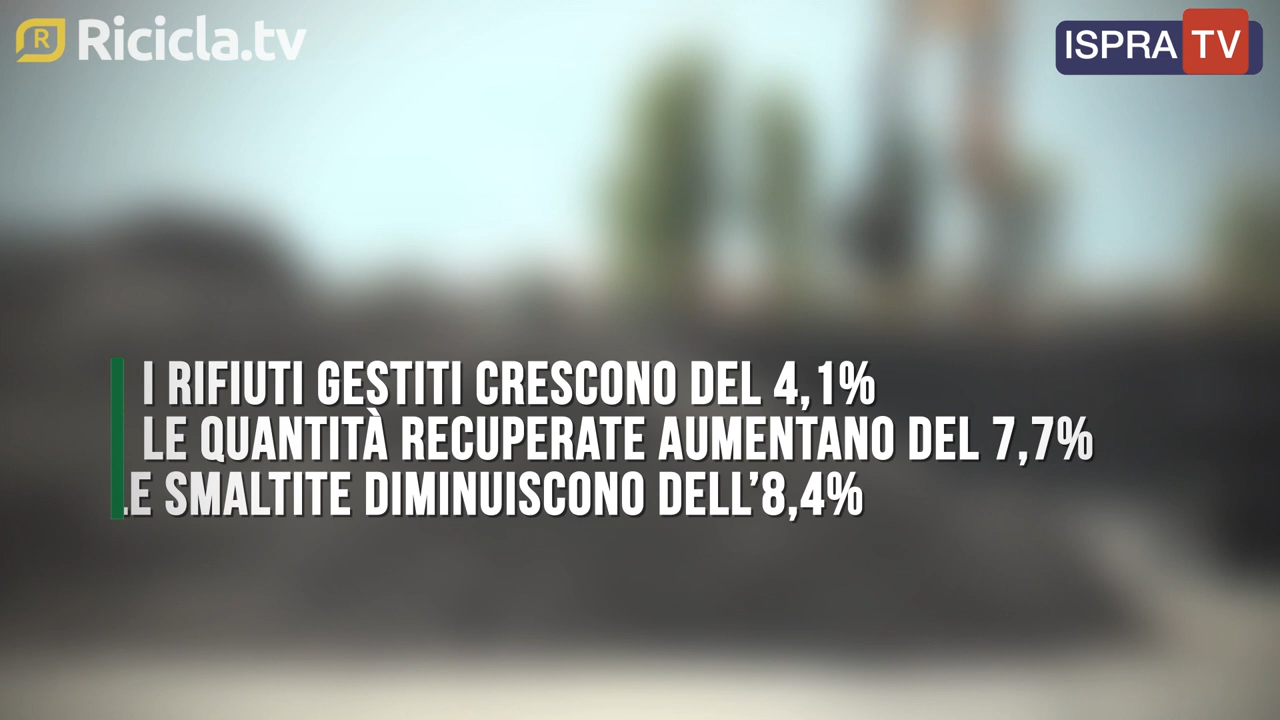 R Ricicla.tv
ISPRA TV
I RIFIUTI GESTITI CRESCONO DEL 4,1%
LE QUANTITÀ RECUPERATE AUMENTANO DEL 7,7%
LE SMALTITE DIMINUISCONO DELL’8,4%